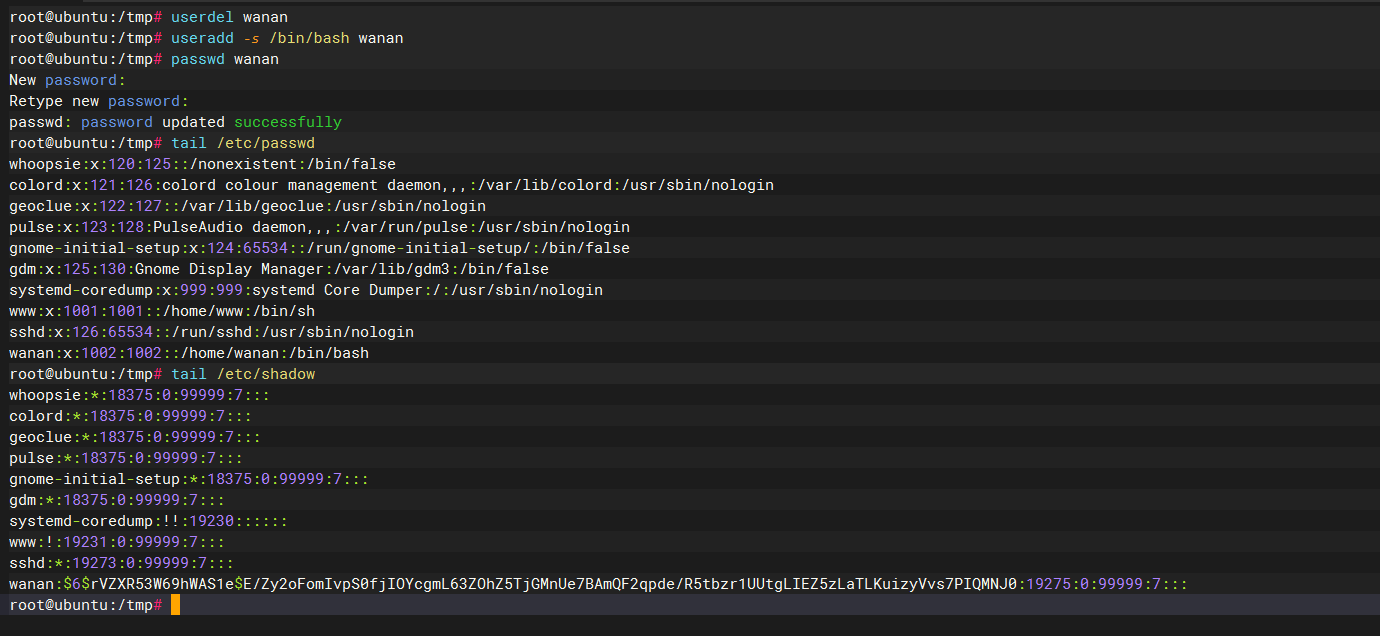 root@ubuntu:/tmp# userdel wanan
root@ubuntu:/tmp# useradd -s /bin/bash wanan
root@ubuntu:/tmp# passwd wanan
New password:
Retype new password:
passwd: password updated successfully
root@ubuntu:/tmp# tail /etc/passwd
whoopsie:x:120:125::/nonexistent:/bin/false
colord:x:121:126:colord colour management daemon,,,:/var/lib/colord:/usr/sbin/nologin
geoclue:x:122:127::/var/lib/geoclue:/usr/sbin/nologin
pulse:x:123:128:PulseAudio daemon,,,:/var/run/pulse:/usr/sbin/nologin
gnome-initial-setup:x:124:65534::/run/gnome-initial-setup/:/bin/false
gdm:x:125:130:Gnome Display Manager:/var/lib/gdm3:/bin/false
systemd-coredump:x:999:999:systemd Core Dumper:/:/usr/sbin/nologin
www:x:1001:1001::/home/www:/bin/sh
sshd:x:126:65534::/run/sshd:/usr/sbin/nologin
wanan:x:1002:1002::/home/wanan:/bin/bash
root@ubuntu:/tmp# tail /etc/shadow
whoopsie:*:18375:0:99999:7:::
colord:*:18375:0:99999:7:::
geoclue:*:18375:0:99999:7:::
pulse:*:18375:0:99999:7:::
gnome-initial-setup:*:18375:0:99999:7:::
gdm:*:18375:0:99999:7:::
systemd-coredump:!!:19230::::::
www:!:19231:0:99999:7:::
sshd:*:19273:0:99999:7:::
wanan:$6$rVZXR53W69hWAS1e$E/Zy2oFomIvpS0fjIOYcgmL63ZOhZ5TjGMnUe7BAmQF2qpde/R5tbzr1UUtgLIEZ5zLaTLKuizyVvs7PIQMNJ0:19275:0:99999:7:::
root@ubuntu:/tmp#